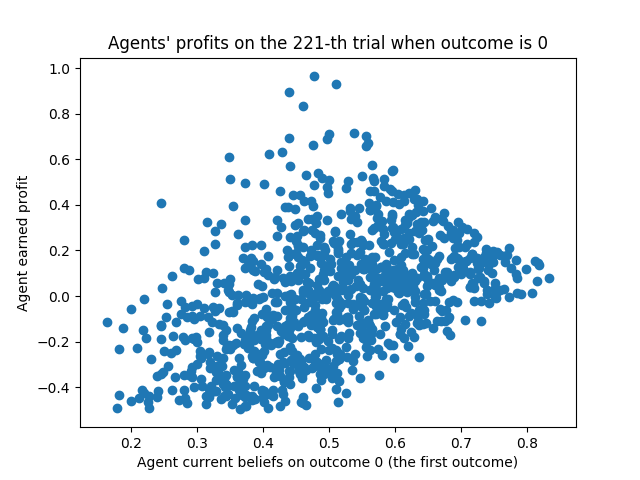 Agents' profits on the 221-th trial when outcome is 0
1.0
0.8
0.6
0.4
0.2
0.0
−0.2
−0.4
Agent earned profit
0.2 0.3 0.4 0.5 0.6 0.7 0.8
Agent current beliefs on outcome 0 (the first outcome)